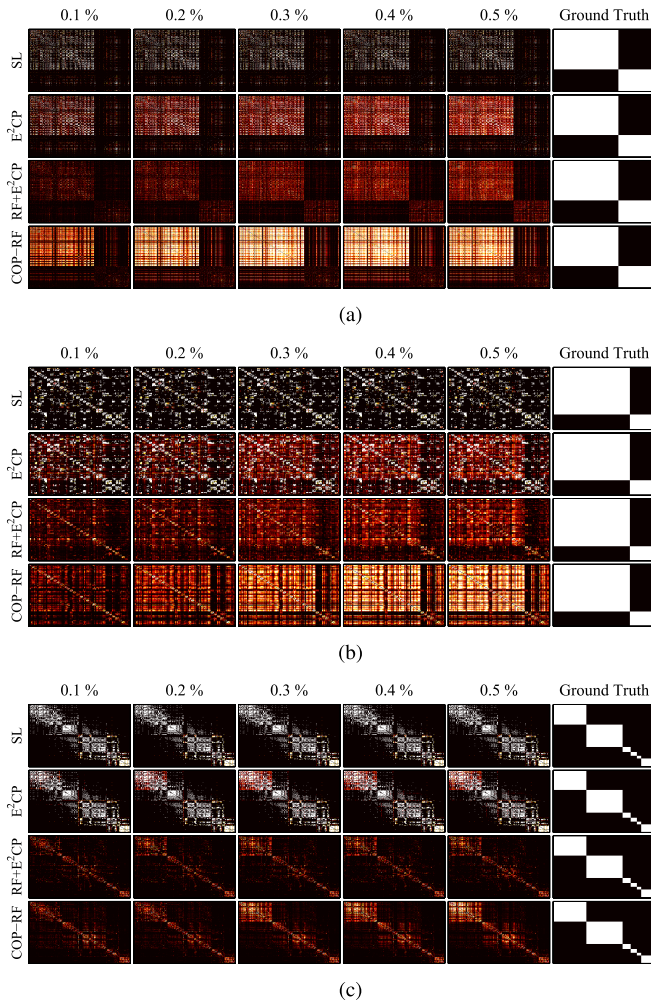 0.1 % 0.2 % 0.3 % 0.4 % 0.5 % Ground Truth
SL
E²CP
RF+E²CP
COP−RF
(a)
0.1 % 0.2 % 0.3 % 0.4 % 0.5 % Ground Truth
SL
E²CP
RF+E²CP
COP−RF
(b)
0.1 % 0.2 % 0.3 % 0.4 % 0.5 % Ground Truth
SL
E²CP
RF+E²CP
COP−RF
(c)